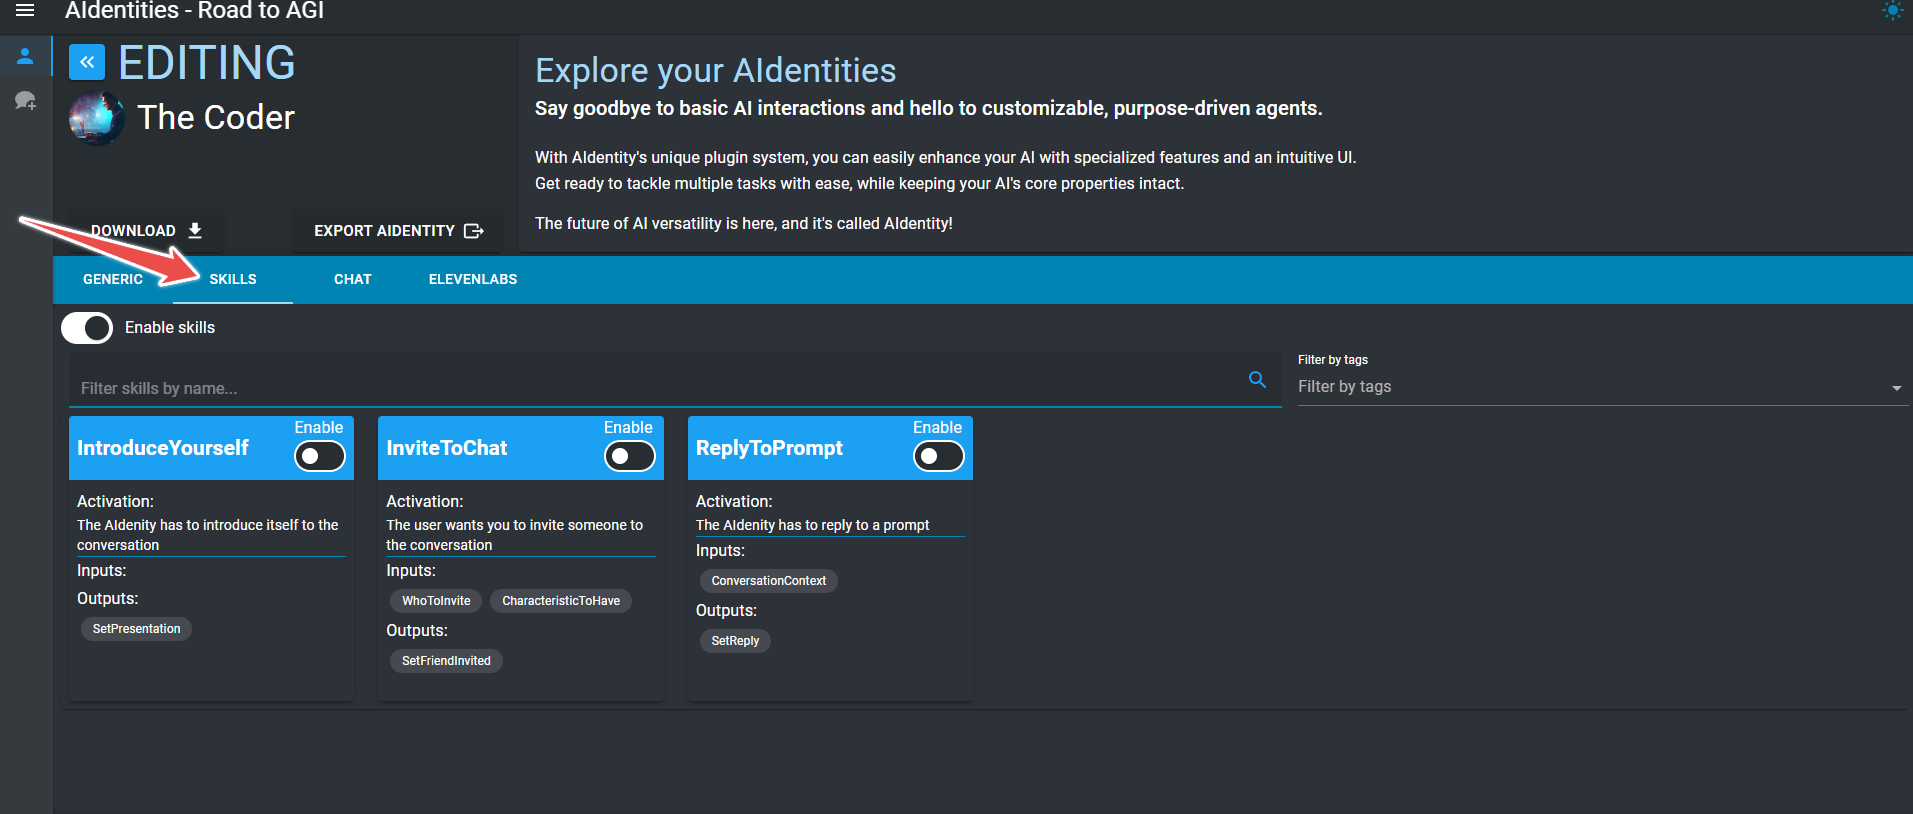 AIdentities - Road to AGI
EDITING
The Coder
DOWNLOAD
EXPORT AIDENTITY
Explore your AIdentities
Say goodbye to basic AI interactions and hello to customizable, purpose-driven agents.
With AIdentity's unique plugin system, you can easily enhance your AI with specialized features and an intuitive UI.
Get ready to tackle multiple tasks with ease, while keeping your AI's core properties intact.
The future of AI versatility is here, and it's called AIdentity!
GENERIC
SKILLS
CHAT
ELEVENLABS
Enable skills
Filter skills by name...
Filter by tags
Filter by tags
IntroduceYourself
Enable
Activation:
The AIdenity has to introduce itself to the
conversation
Inputs:
Outputs:
SetPresentation
InviteToChat
Enable
Activation:
The user wants you to invite someone to
the conversation
Inputs:
WhoToInvite
CharacteristicToHave
Outputs:
SetFriendInvited
ReplyToPrompt
Enable
Activation:
The AIdenity has to reply to a prompt
Inputs:
ConversationContext
Outputs:
SetReply